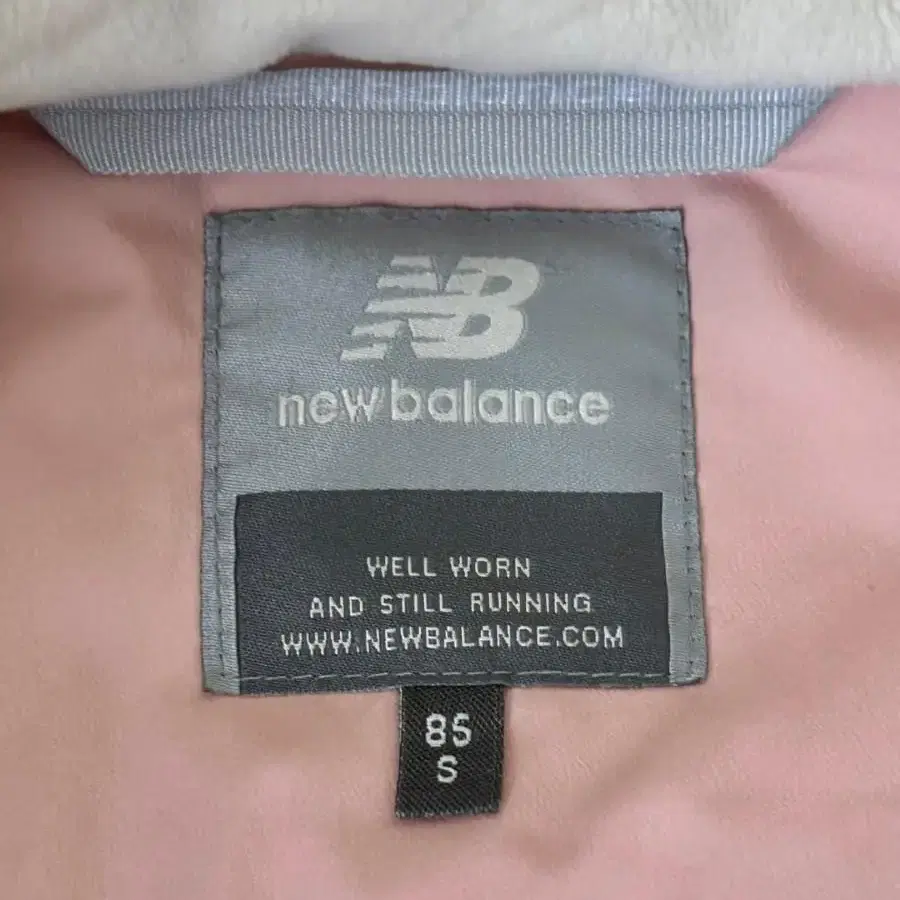 NB
new balance
WELL WORN
AND STILL RUNNING
WWW.NEWBALANCE.COM
85
S